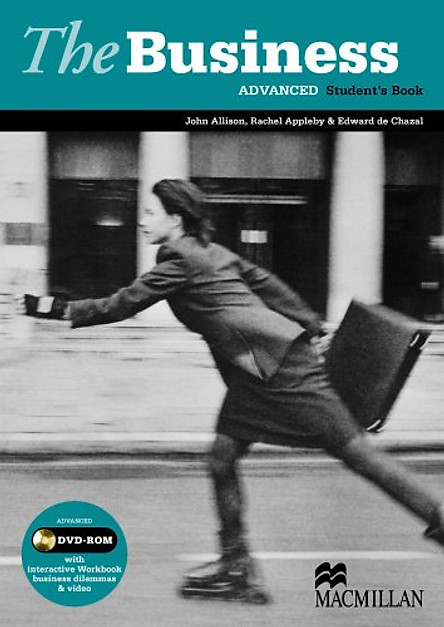 The Business
ADVANCED Student's Book
John Allison, Rachel Appleby & Edward de Chazal
ADVANCED
DVD-ROM
with
interactive Workbook
business dilemmas
& video
MACMILLAN